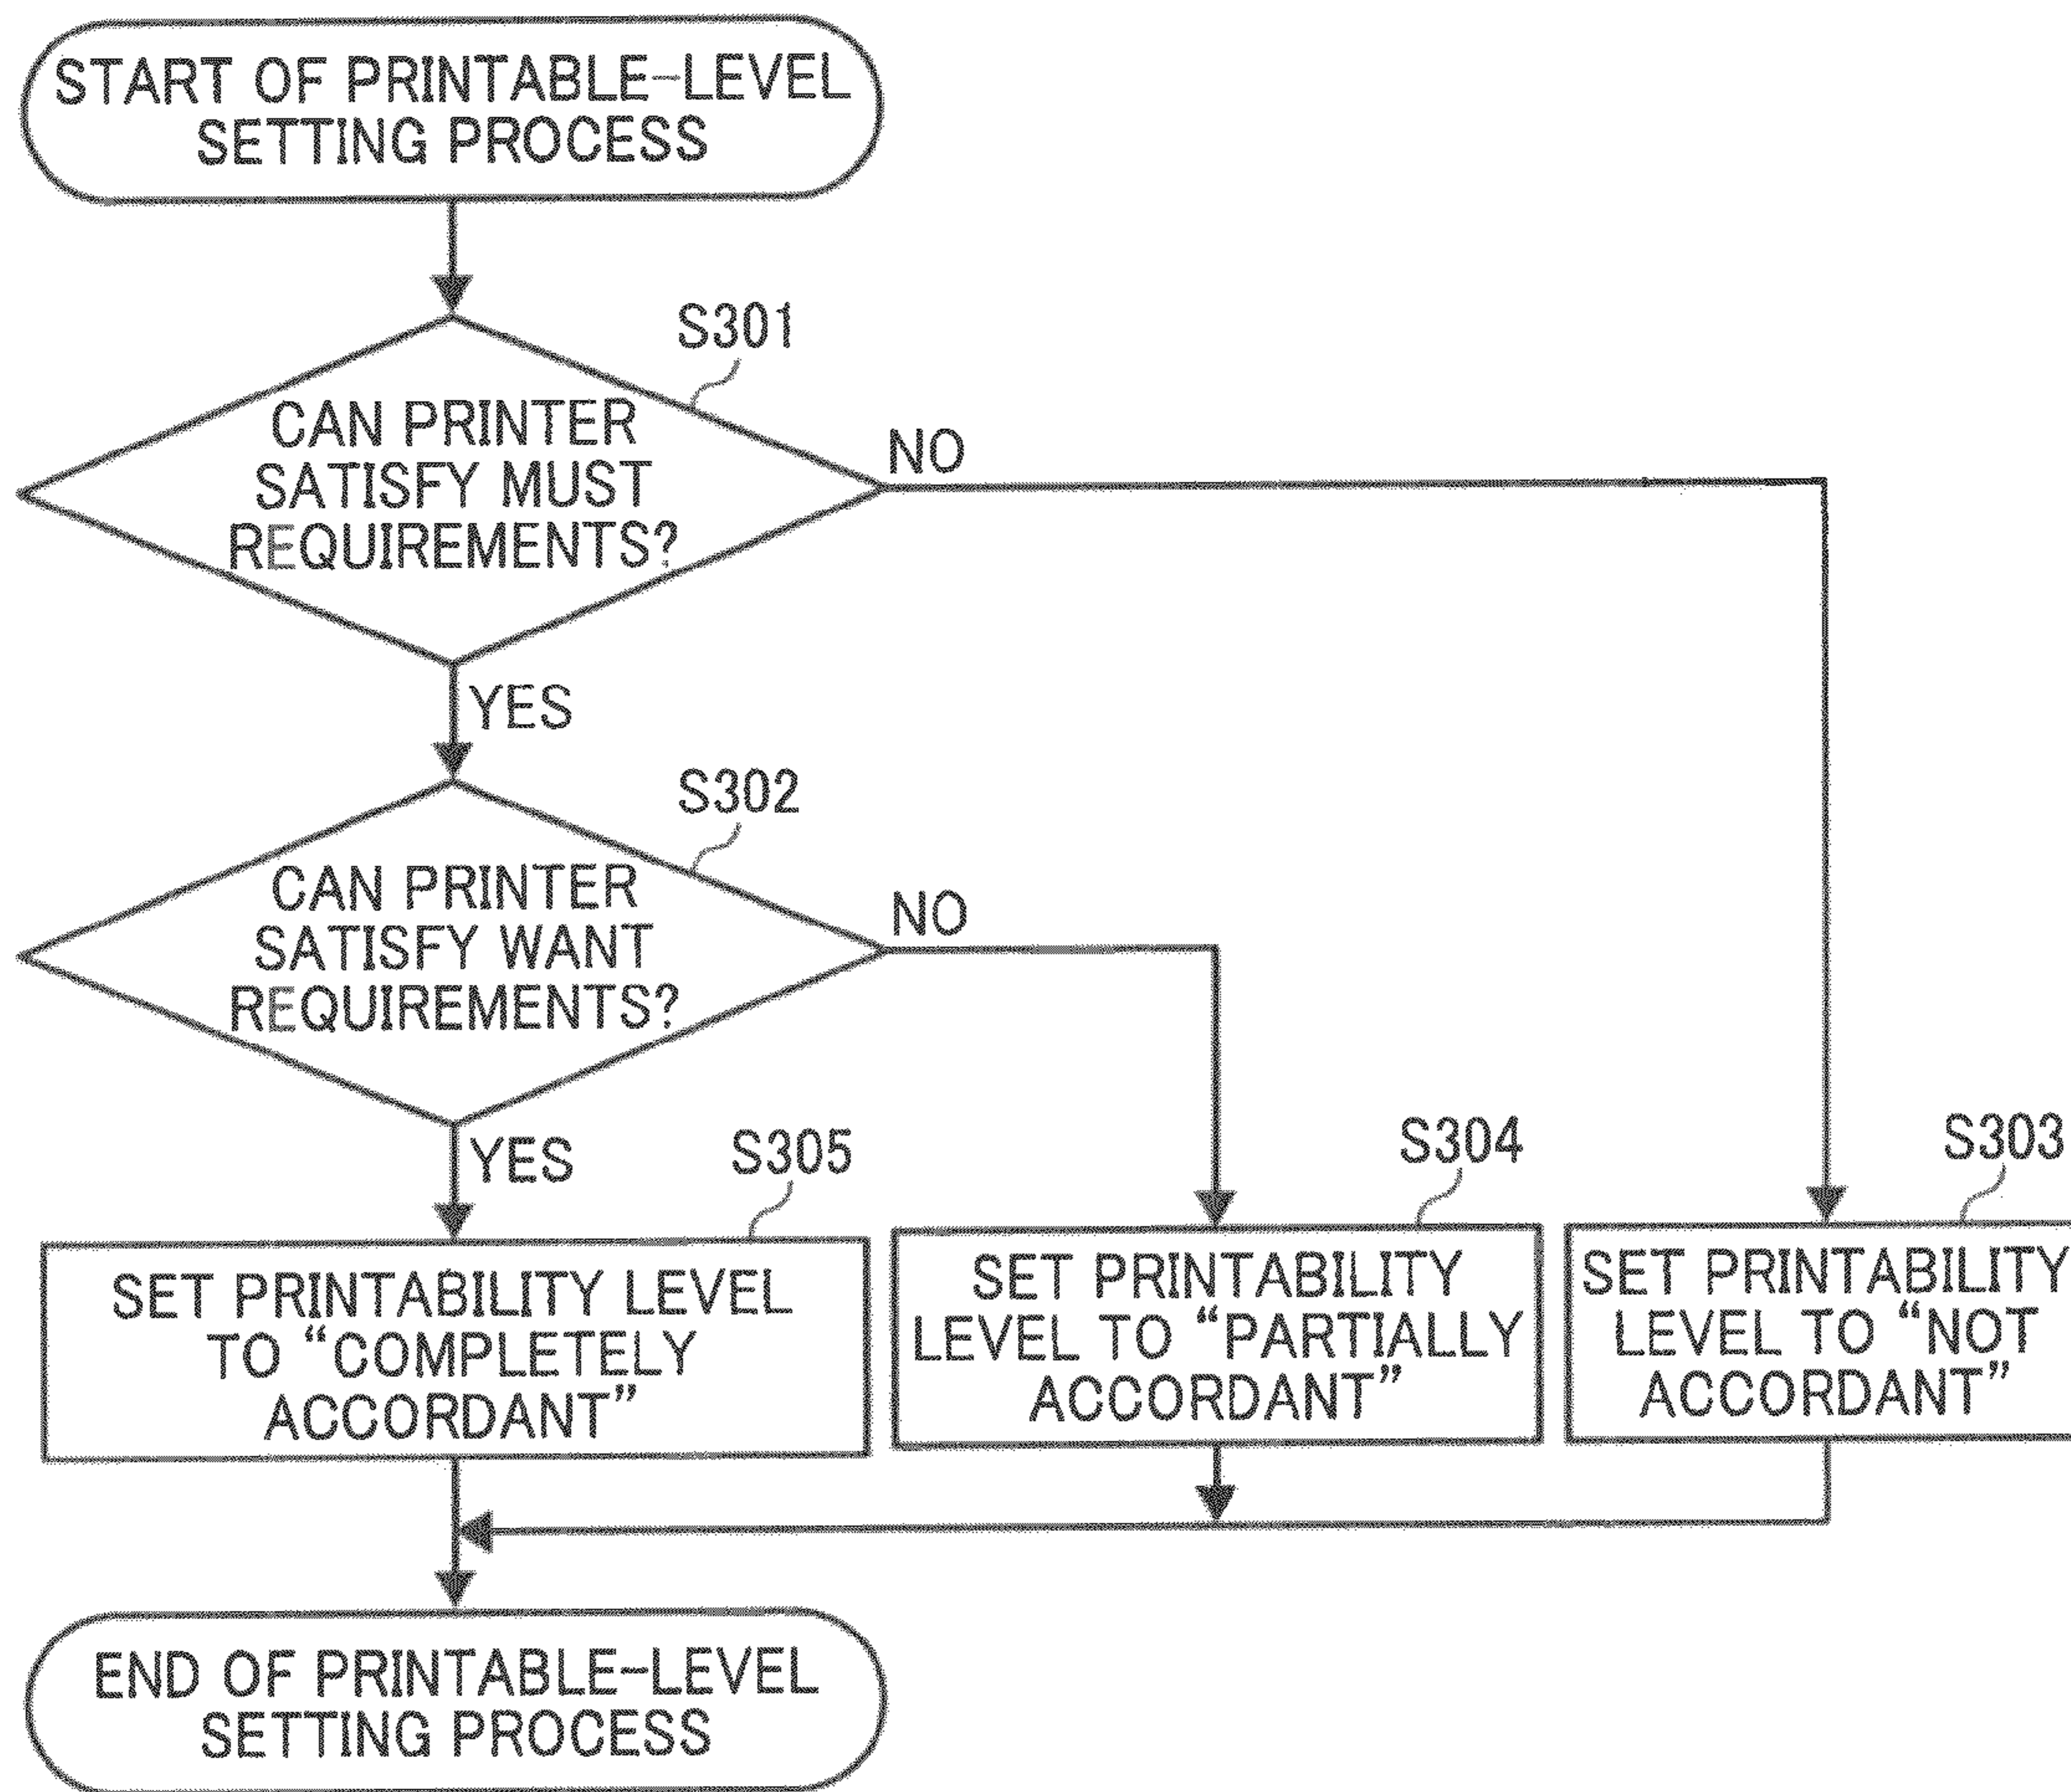 START OF PRINTABLE-LEVEL
SETTING PROCESS
S301
CAN PRINTER
SATISFY MUST
REQUIREMENTS?
NO
YES
S302
CAN PRINTER
SATISFY WANT
REQUIREMENTS?
NO
YES
S305
SET PRINTABILITY LEVEL
TO “COMPLETELY
ACCORDANT”
S304
SET PRINTABILITY
LEVEL TO “PARTIALLY
ACCORDANT”
S303
SET PRINTABILITY
LEVEL TO “NOT
ACCORDANT”
END OF PRINTABLE-LEVEL
SETTING PROCESS